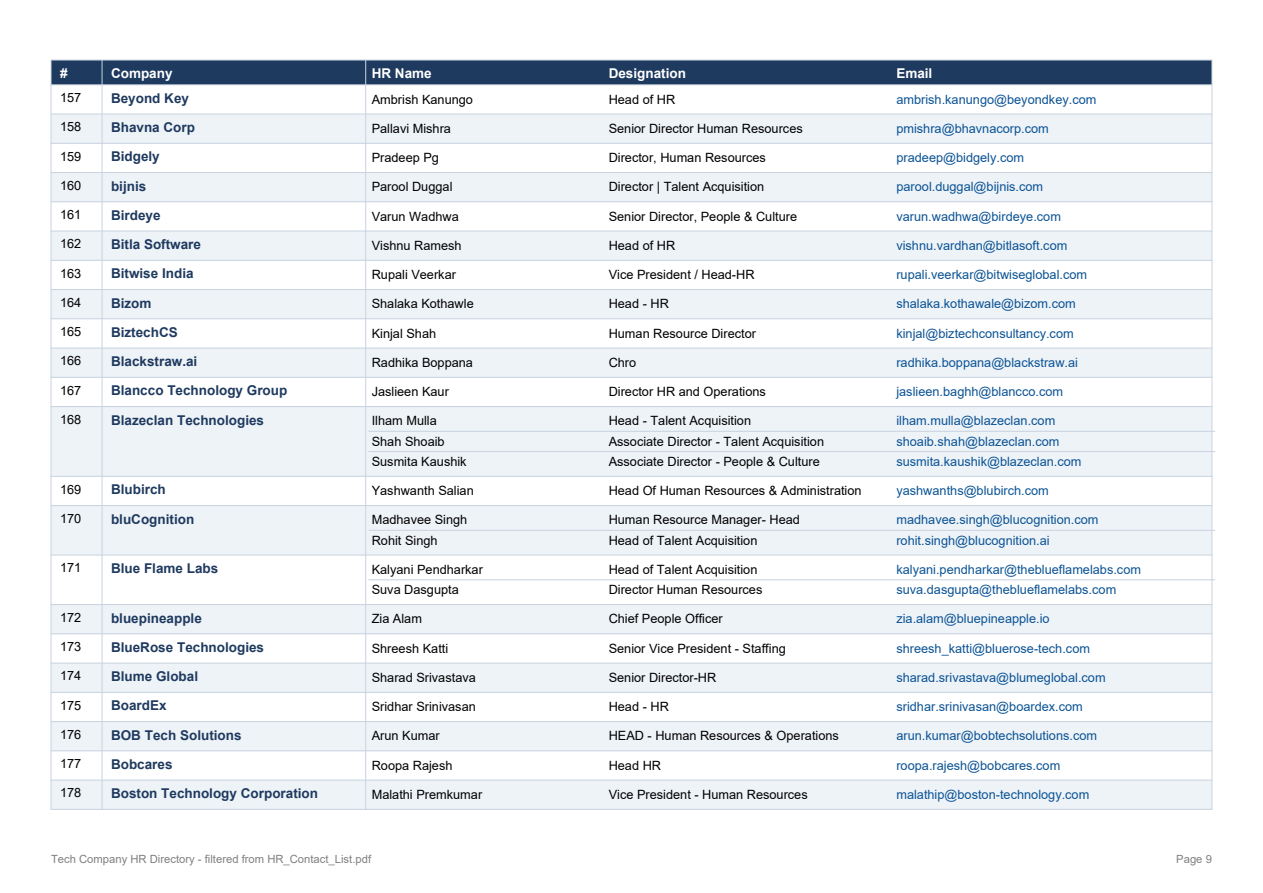 # Company HR Name Designation Email
157 Beyond Key Ambrish Kanungo Head of HR ambrish.kanungo@beyondkey.com
158 Bhavna Corp Pallavi Mishra Senior Director Human Resources pmishra@bhavnacorp.com
159 Bidgely Pradeep Pg Director, Human Resources pradeep@bidgely.com
160 bijnis Parool Duggal Director | Talent Acquisition parool.duggal@bijnis.com
161 Birdeye Varun Wadhwa Senior Director, People & Culture varun.wadhwa@birdeye.com
162 Bitla Software Vishnu Ramesh Head of HR vishnu.vardhan@bitlasoft.com
163 Bitwise India Rupali Veerkar Vice President / Head-HR rupali.veerkar@bitwiseglobal.com
164 Bizom Shalaka Kothawle Head - HR shalaka.kothawale@bizom.com
165 BiztechCS Kinjal Shah Human Resource Director kinjal@biztechconsultancy.com
166 Blackstraw.ai Radhika Boppana Chro radhika.boppana@blackstraw.ai
167 Blancco Technology Group Jaslieen Kaur Director HR and Operations jaslieen.baghh@blancco.com
168 Blazeclan Technologies Ilham Mulla Head - Talent Acquisition ilham.mulla@blazeclan.com
Shah Shoaib Associate Director - Talent Acquisition shoaib.shah@blazeclan.com
Susmita Kaushik Associate Director - People & Culture susmita.kaushik@blazeclan.com
169 Blubirch Yashwanth Salian Head Of Human Resources & Administration yashwanths@blubirch.com
170 bluCognition Madhavee Singh Human Resource Manager- Head madhavee.singh@blucognition.com
Rohit Singh Head of Talent Acquisition rohit.singh@blucognition.ai
171 Blue Flame Labs Kalyani Pendharkar Head of Talent Acquisition kalyani.pendharkar@theblueflamelabs.com
Suva Dasgupta Director Human Resources suva.dasgupta@theblueflamelabs.com
172 bluepineapple Zia Alam Chief People Officer zia.alam@bluepineapple.io
173 BlueRose Technologies Shreesh Katti Senior Vice President - Staffing shreesh_katti@bluerose-tech.com
174 Blume Global Sharad Srivastava Senior Director-HR sharad.srivastava@blumeglobal.com
175 BoardEx Sridhar Srinivasan Head - HR sridhar.srinivasan@boardex.com
176 BOB Tech Solutions Arun Kumar HEAD - Human Resources & Operations arun.kumar@bobtechsolutions.com
177 Bobcares Roopa Rajesh Head HR roopa.rajesh@bobcares.com
178 Boston Technology Corporation Malathi Premkumar Vice President - Human Resources malathip@boston-technology.com
Tech Company HR Directory - filtered from HR_Contact_List.pdf Page 9